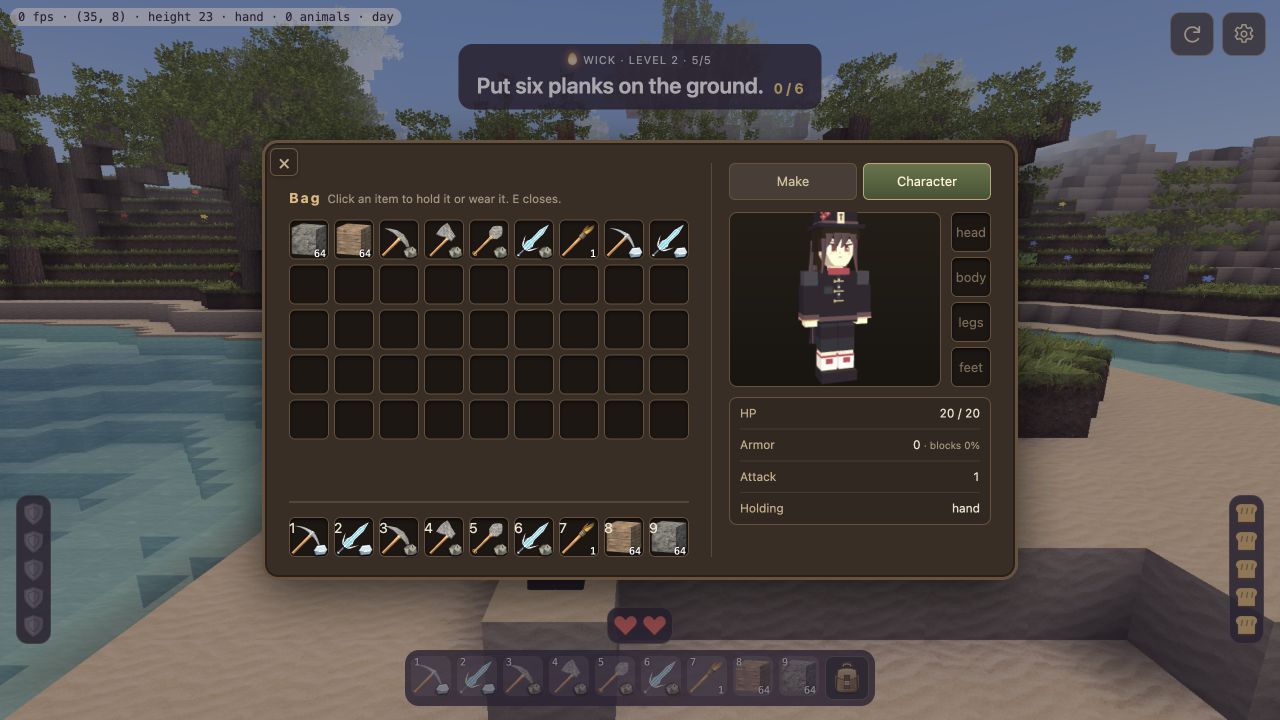 0 fps · (35, 8) · height 23 · hand · 0 animals · day
WICK · LEVEL 2 · 5/5
Put six planks on the ground. 0 / 6
Bag Click an item to hold it or wear it. E closes.
64 64 1
1 2 3 4 5 6 7 8 9
1 64 64
Make Character
head
body
legs
feet
HP 20 / 20
Armor 0 · blocks 0%
Attack 1
Holding hand
1 2 3 4 5 6 7 8 9
1 64 64